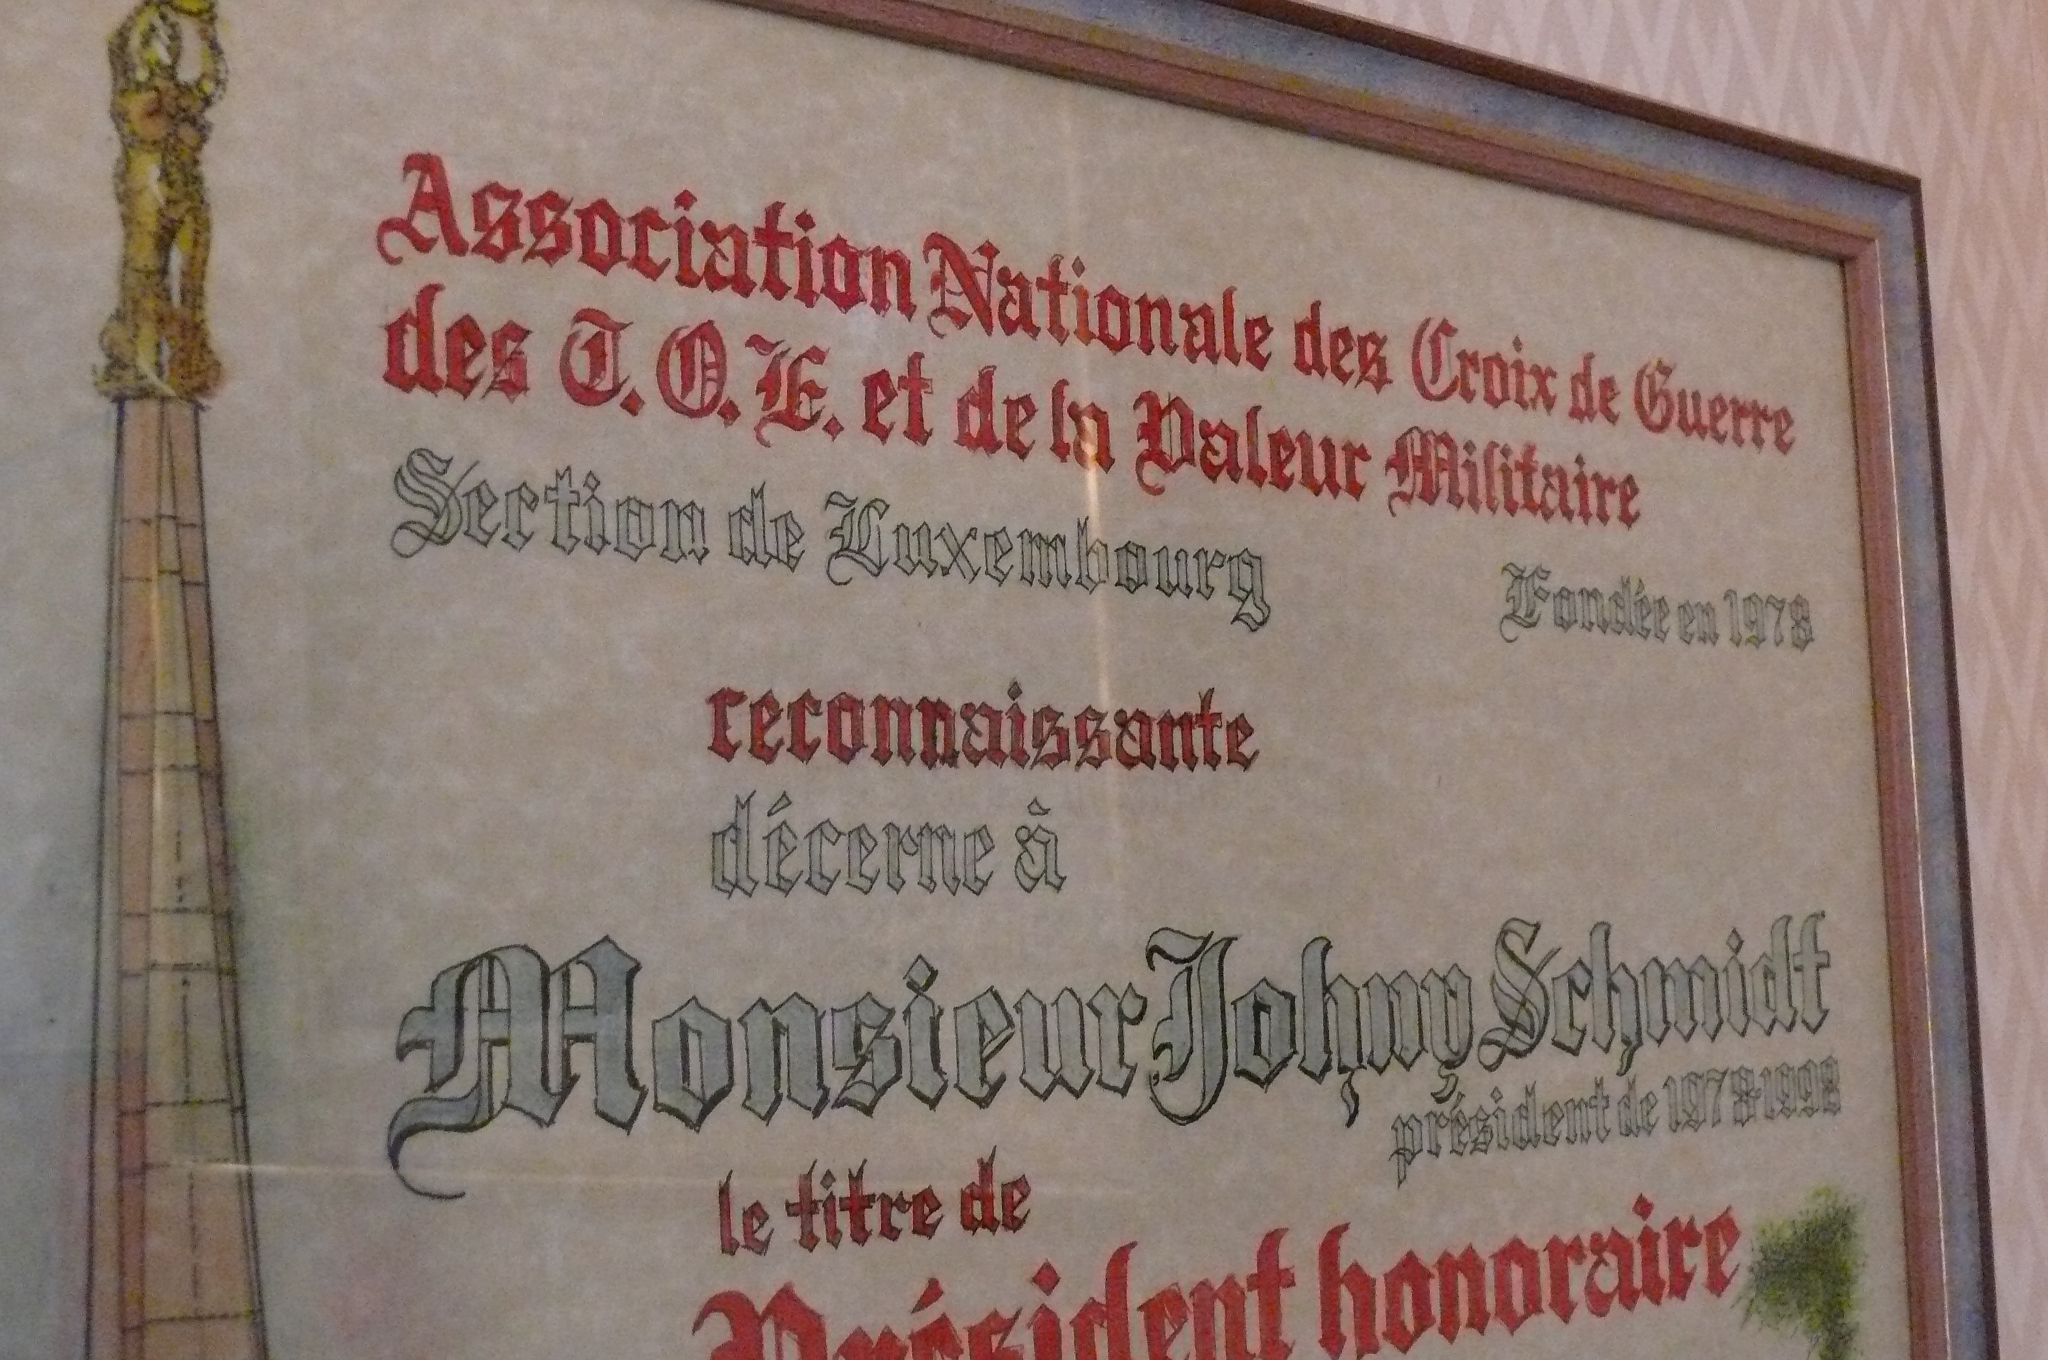 Association Nationale des Croix de Guerre
des T.O.E. et de la Valeur Militaire
Section de Luxembourg
Fondée en 1978
reconnaissante
décerne à
Monsieur Johny Schmidt
président de 1978-1998
le titre de
Président honoraire